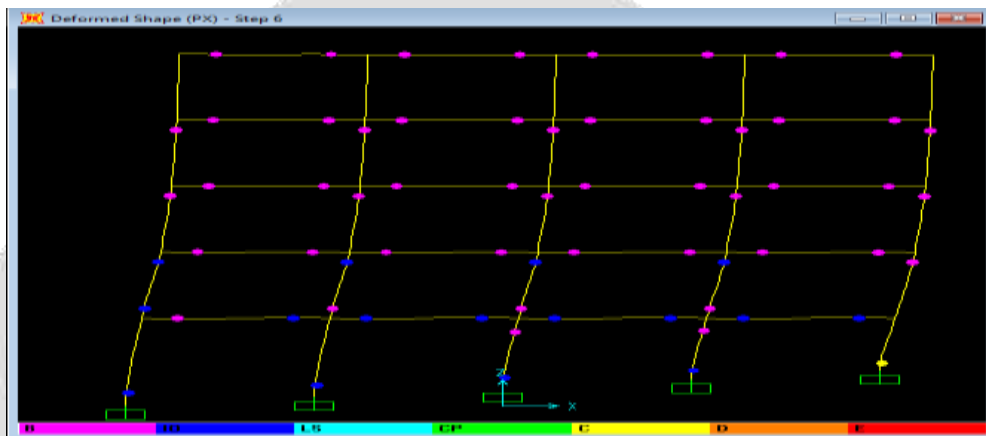 Deformed Shape (PX) - Step 6
Z
X
B IO LS CP C D E